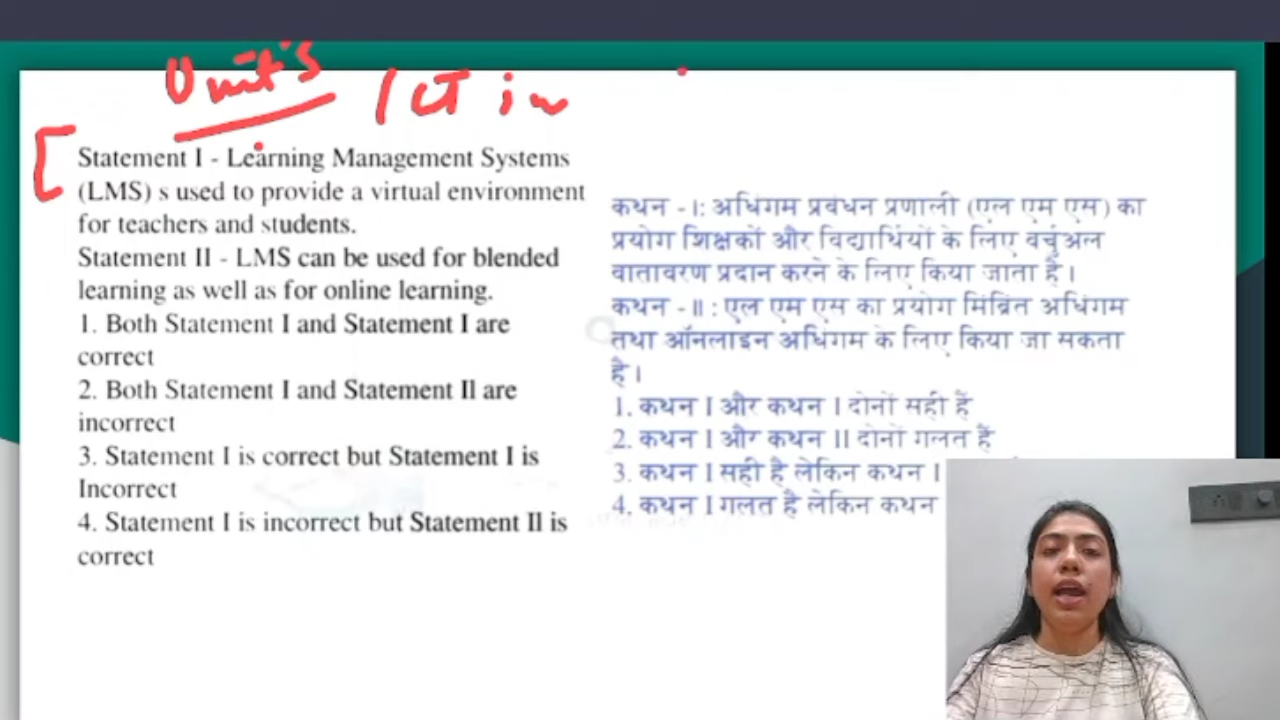 Unit's ICT in
Statement I - Learning Management Systems
(LMS) s used to provide a virtual environment
for teachers and students.
Statement II - LMS can be used for blended
learning as well as for online learning.
1. Both Statement I and Statement I are
correct
2. Both Statement I and Statement II are
incorrect
3. Statement I is correct but Statement I is
Incorrect
4. Statement I is incorrect but Statement II is
correct
कथन -I: अधिगम प्रबंधन प्रणाली (एल एम एस) का
प्रयोग शिक्षकों और विद्यार्थियों के लिए वर्चुअल
वातावरण प्रदान करने के लिए किया जाता है।
कथन -II : एल एम एस का प्रयोग मिश्रित अधिगम
तथा ऑनलाइन अधिगम के लिए किया जा सकता
है।
1. कथन I और कथन I दोनों सही हैं
2. कथन I और कथन II दोनों गलत हैं
3. कथन I सही है लेकिन कथन I
4. कथन I गलत है लेकिन कथन